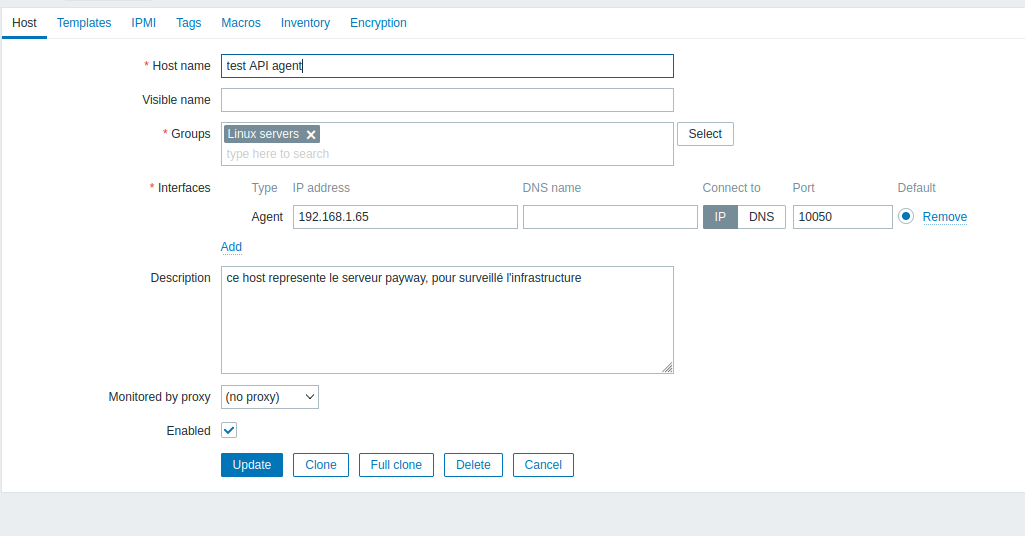 Host Templates IPMI Tags Macros Inventory Encryption
* Host name test API agent
Visible name
* Groups Linux servers Select
type here to search
* Interfaces Type IP address DNS name Connect to Port Default
Agent 192.168.1.65 IP DNS 10050 Remove
Add
Description ce host represente le serveur payway, pour surveillé l'infrastructure
Monitored by proxy (no proxy)
Enabled
Update Clone Full clone Delete Cancel